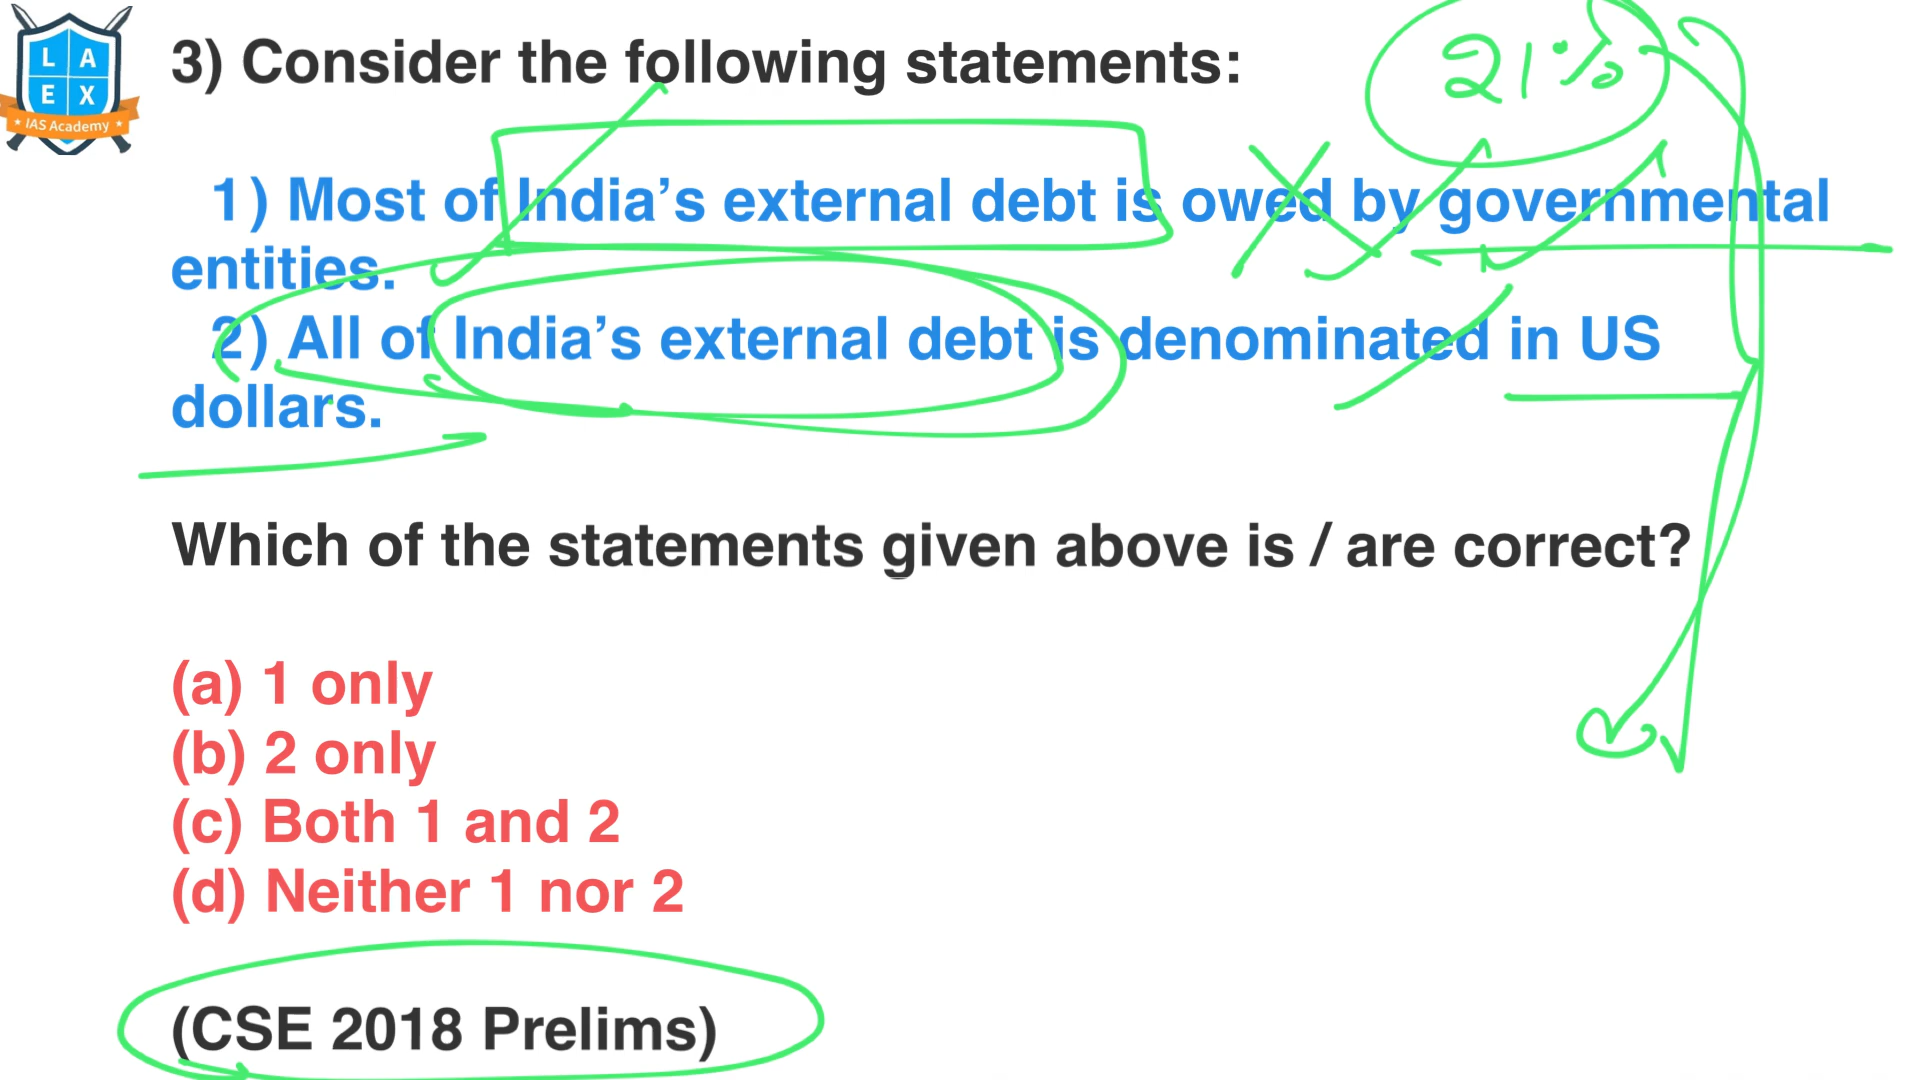 L A
E X
IAS Academy
3) Consider the following statements:
21%
1) Most of India’s external debt is owed by governmental
entities.
2) All of India’s external debt is denominated in US
dollars.
Which of the statements given above is / are correct?
(a) 1 only
(b) 2 only
(c) Both 1 and 2
(d) Neither 1 nor 2
(CSE 2018 Prelims)